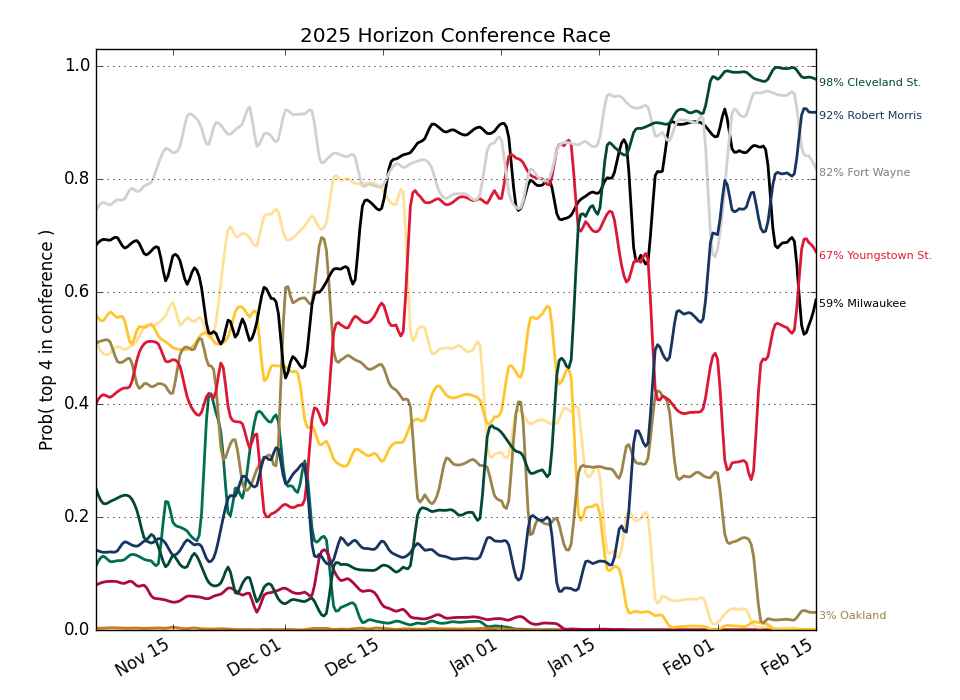 2025 Horizon Conference Race
Prob( top 4 in conference )
1.0
0.8
0.6
0.4
0.2
0.0
Nov 15
Dec 01
Dec 15
Jan 01
Jan 15
Feb 01
Feb 15
98% Cleveland St.
92% Robert Morris
82% Fort Wayne
67% Youngstown St.
59% Milwaukee
3% Oakland